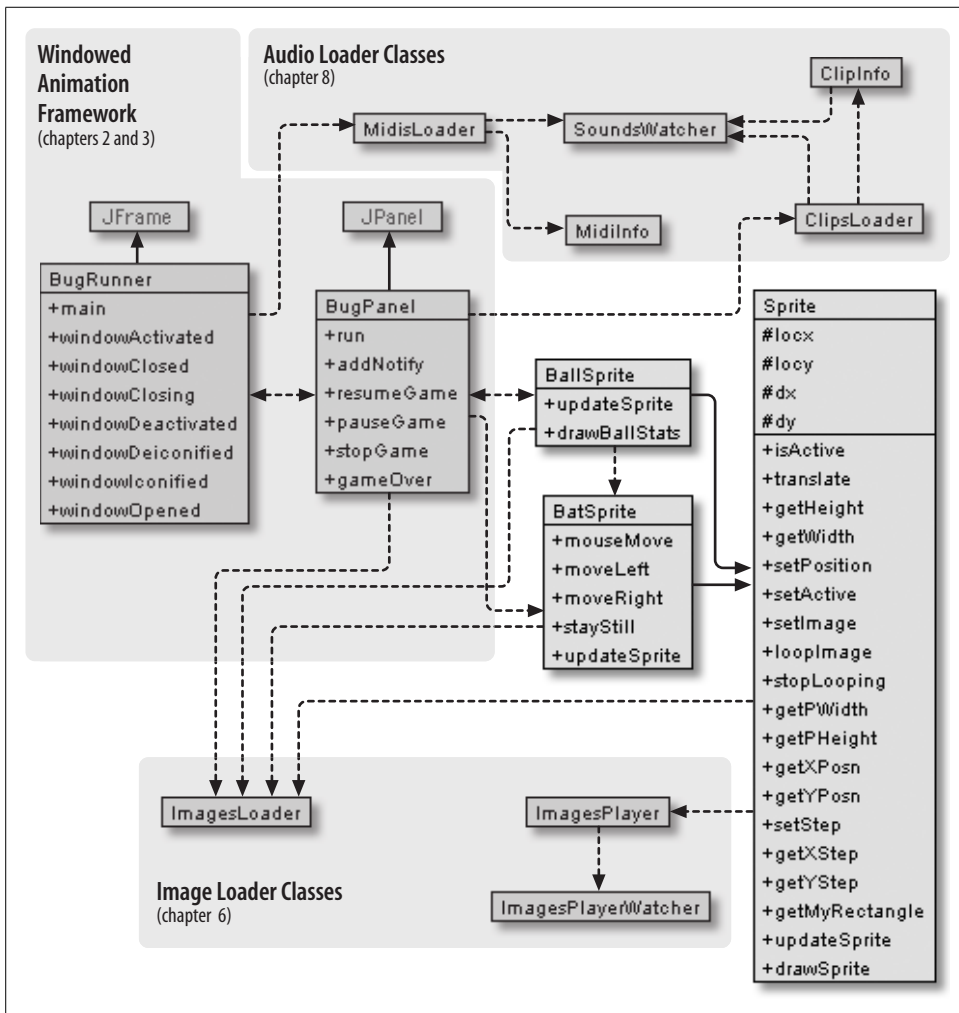 Windowed
Animation
Framework
(chapters 2 and 3)
Audio Loader Classes
(chapter 8)
ClipInfo
MidisLoader
SoundsWatcher
MidiInfo
ClipsLoader
JFrame
JPanel
BugRunner
+main
+windowActivated
+windowClosed
+windowClosing
+windowDeactivated
+windowDeiconified
+windowIconified
+windowOpened
BugPanel
+run
+addNotify
+resumeGame
+pauseGame
+stopGame
+gameOver
BallSprite
+updateSprite
+drawBallStats
BatSprite
+mouseMove
+moveLeft
+moveRight
+stayStill
+updateSprite
Sprite
#locx
#locy
#dx
#dy
+isActive
+translate
+getHeight
+getWidth
+setPosition
+setActive
+setImage
+loopImage
+stopLooping
+getPWidth
+getPHeight
+getXPosn
+getYPosn
+setStep
+getXStep
+getYStep
+getMyRectangle
+updateSprite
+drawSprite
ImagesLoader
ImagesPlayer
ImagesPlayerWatcher
Image Loader Classes
(chapter 6)